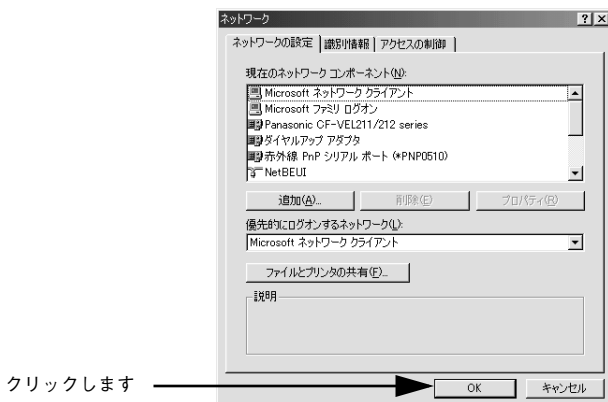 ネットワーク
ネットワークの設定 識別情報 アクセスの制御
現在のネットワーク コンポーネント(N):
Microsoft ネットワーク クライアント
Microsoft ファミリ ログオン
Panasonic CF-VEL211/212 series
ダイヤルアップ アダプタ
赤外線 PnP シリアル ポート (*PNP0510)
NetBEUI
追加(A)... 削除(E) プロパティ(R)
優先的にログオンするネットワーク(L):
Microsoft ネットワーク クライアント
ファイルとプリンタの共有(F)...
説明
クリックします OK キャンセル